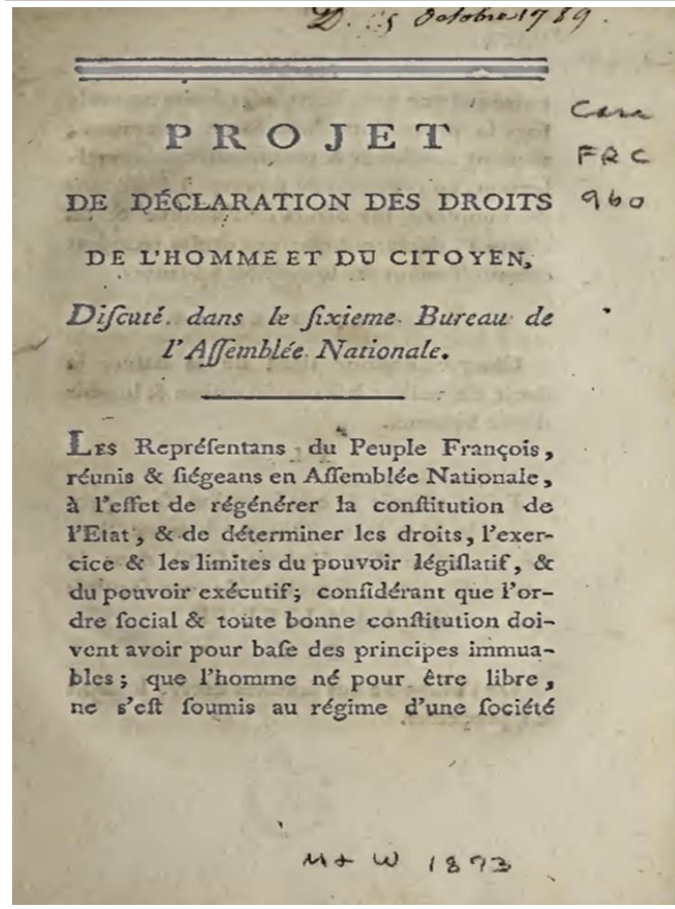 D. 5 Octobre 1789.
Case
FRC
960
PROJET
DE DÉCLARATION DES DROITS
DE L'HOMME ET DU CITOYEN,
Diſcuté dans le ſixieme Bureau de
l'Aſſemblée Nationale.
LES Repréſentans du Peuple François,
réunis & ſiégeans en Aſſemblée Nationale,
à l'effet de régénérer la conſtitution de
l'Etat, & de déterminer les droits, l'exer-
cice & les limites du pouvoir légiſlatif, &
du pouvoir exécutif; conſidérant que l'or-
dre ſocial & toute bonne conſtitution doi-
vent avoir pour baſe des principes immua-
bles; que l'homme né pour être libre,
ne s'eſt ſoumis au régime d'une ſociété
M & W 1893